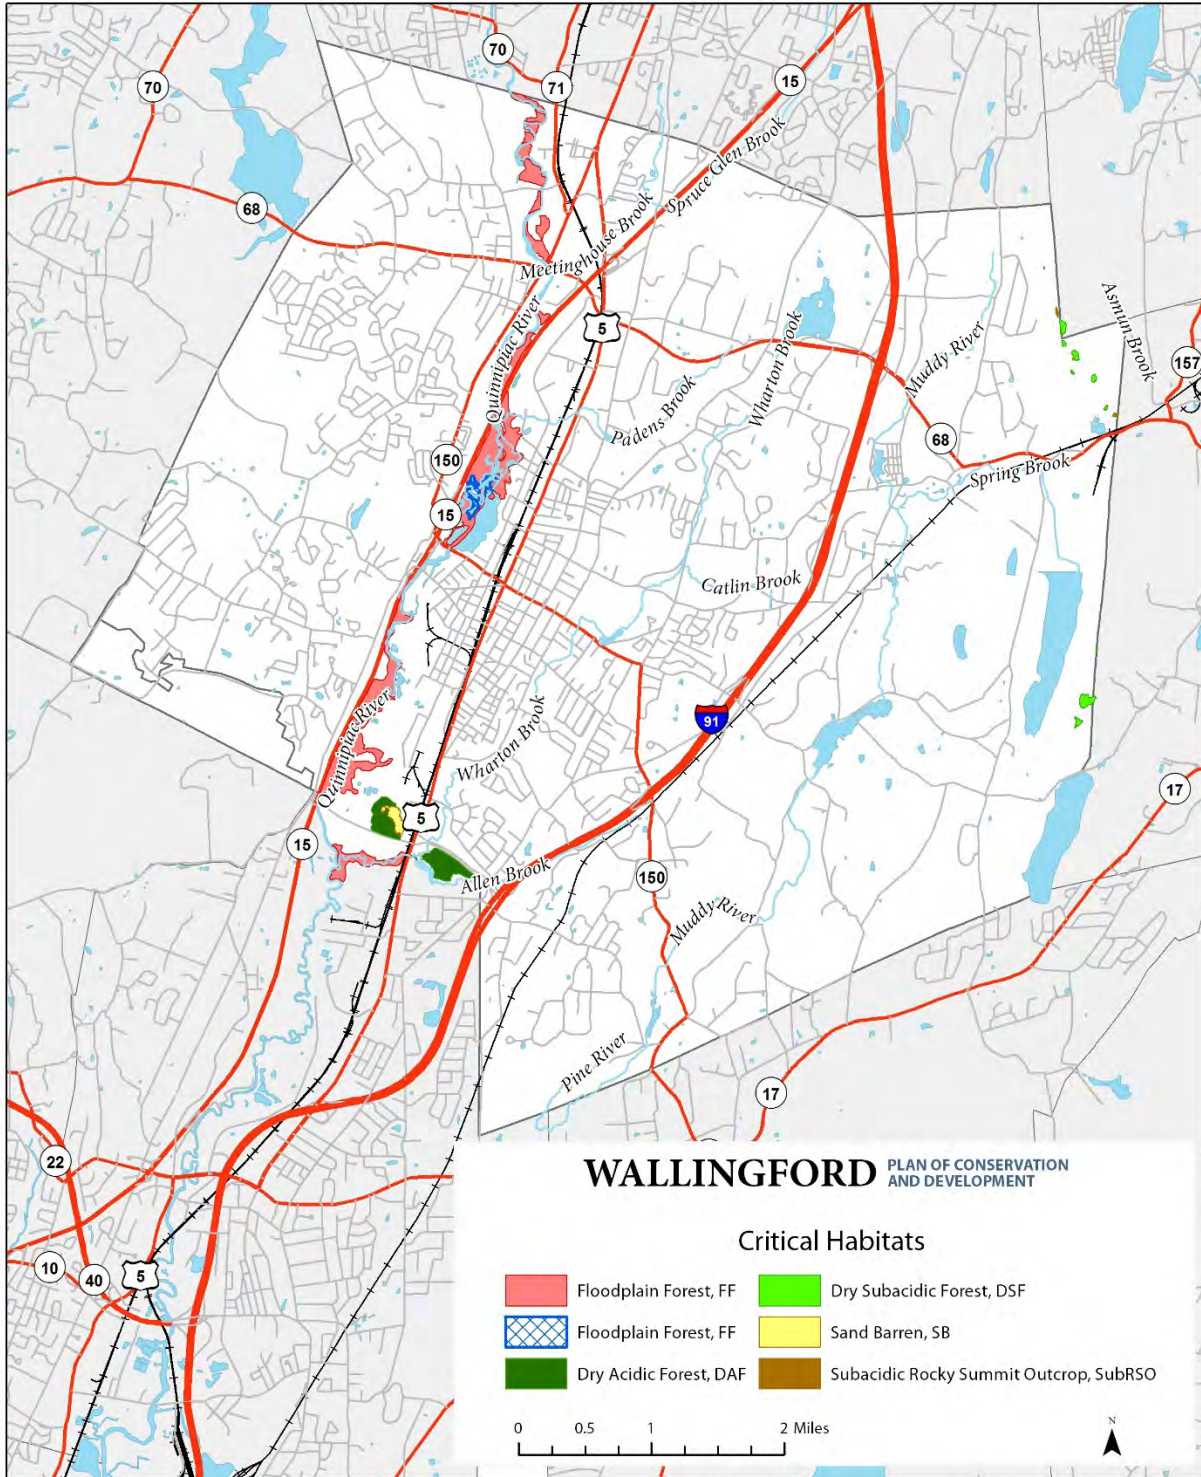 70
70
71
15
68
Spruce Glen Brook
Meetinghouse Brook
Quinnipiac River
5
Wharton Brook
Muddy River
Asmun Brook
157
Padens Brook
150
68
Spring Brook
15
Catlin Brook
91
Quinnipiac River
Wharton Brook
5
17
15
Allen Brook
150
Muddy River
Pine River
17
22
10
40
5
WALLINGFORD
PLAN OF CONSERVATION
AND DEVELOPMENT
Critical Habitats
Floodplain Forest, FF
Dry Subacidic Forest, DSF
Floodplain Forest, FF
Sand Barren, SB
Dry Acidic Forest, DAF
Subacidic Rocky Summit Outcrop, SubRSO
0 0.5 1 2 Miles
N